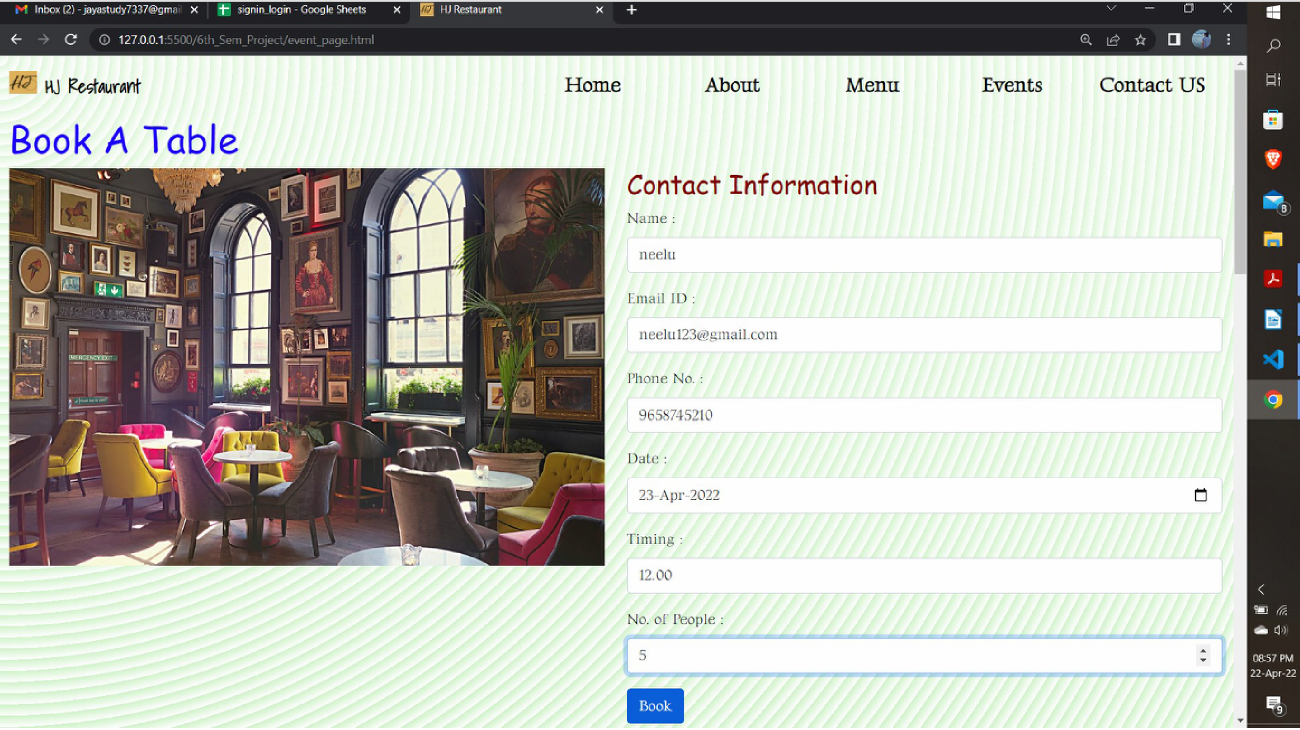 Inbox (2) - jayastudy7337@gmai
signin_login - Google Sheets
HJ Restaurant
127.0.0.1:5500/6th_Sem_Project/event_page.html
HJ HJ Restaurant
Home About Menu Events Contact US
Book A Table
Contact Information
Name :
neelu
Email ID :
neelu123@gmail.com
Phone No. :
9658745210
Date :
23-Apr-2022
Timing :
12.00
No. of People :
5
Book
EMERGENCY EXIT
8
08:57 PM
22-Apr-22
9